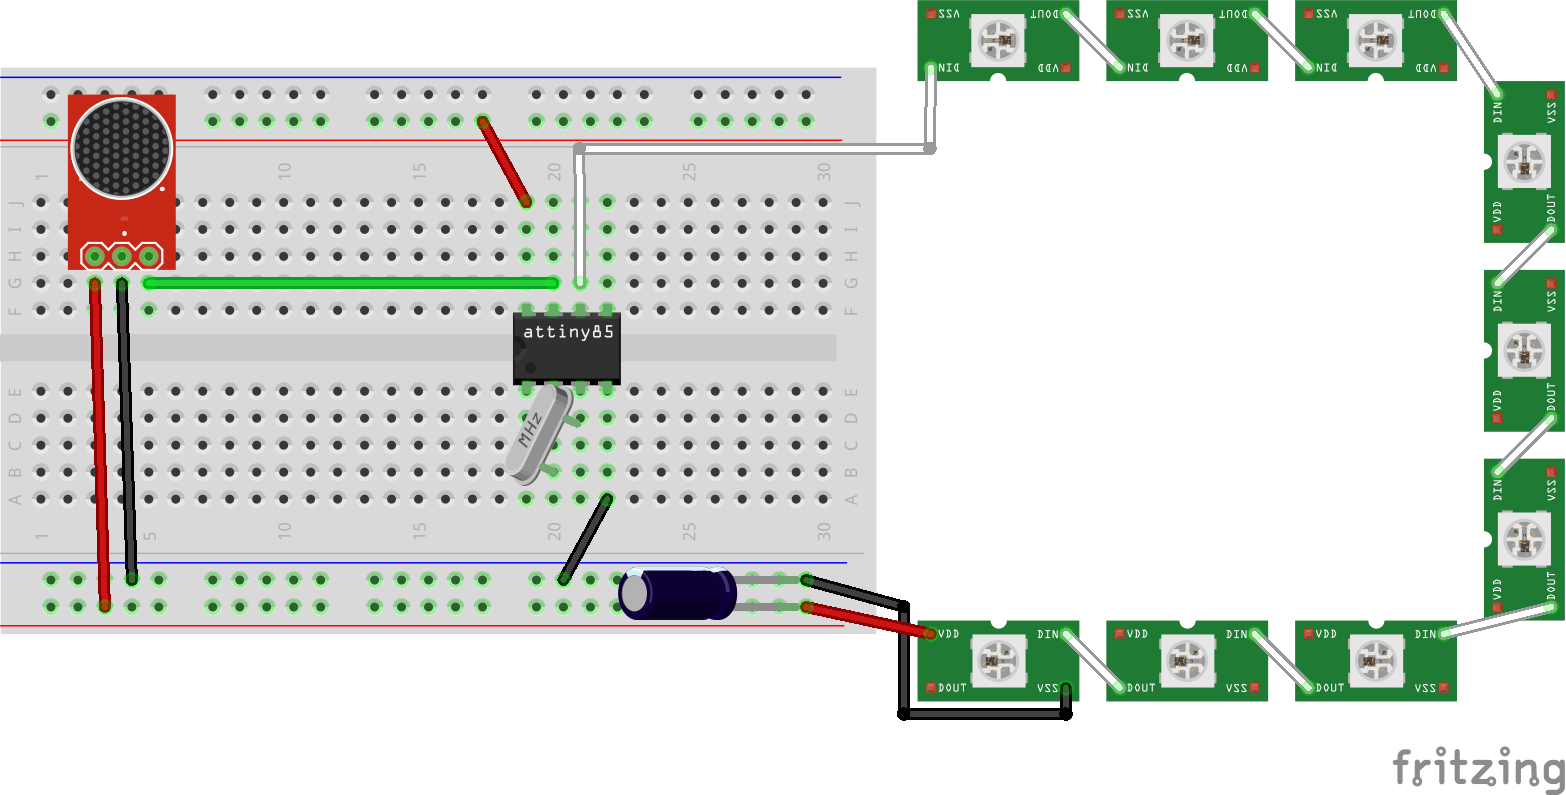 VSS DOUT
DIN VDD
VSS DOUT
DIN VDD
VSS DOUT
DIN VDD
1 5 10 15 20 25 30
J J
I I
H H
G G
F F
attiny85
E E
D D
C C
B B
A A
MHz
1 5 10 15 20 25 30
DIN VSS
VDD DOUT
DIN VSS
VDD DOUT
DIN VSS
VDD DOUT
VDD DIN
DOUT VSS
VDD DIN
DOUT VSS
VDD DIN
DOUT VSS
fritzing